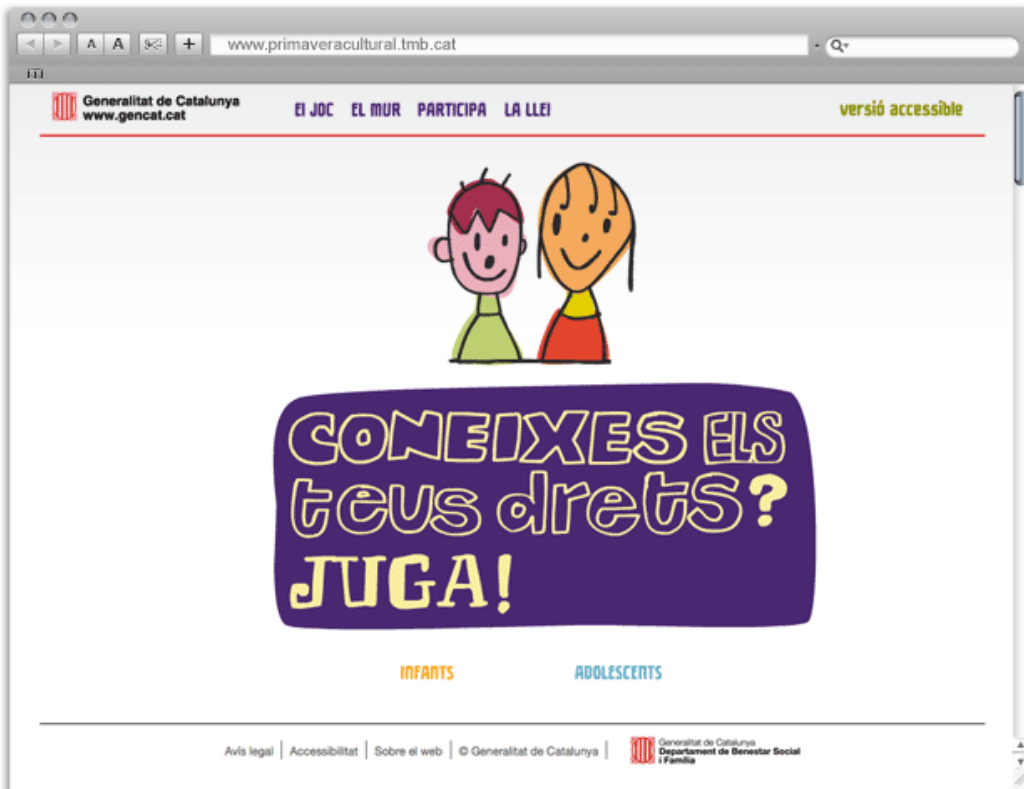 A A +
www.primaveracultural.tmb.cat
Generalitat de Catalunya
www.gencat.cat
El JOC EL MUR PARTICIPA LA LLEI
versió accessible
CONEIXES ELS
teus drets?
JUGA!
INFANTS ADOLESCENTS
Avís legal | Accessibilitat | Sobre el web | © Generalitat de Catalunya |
Generalitat de Catalunya
Departament de Benestar Social
i Família